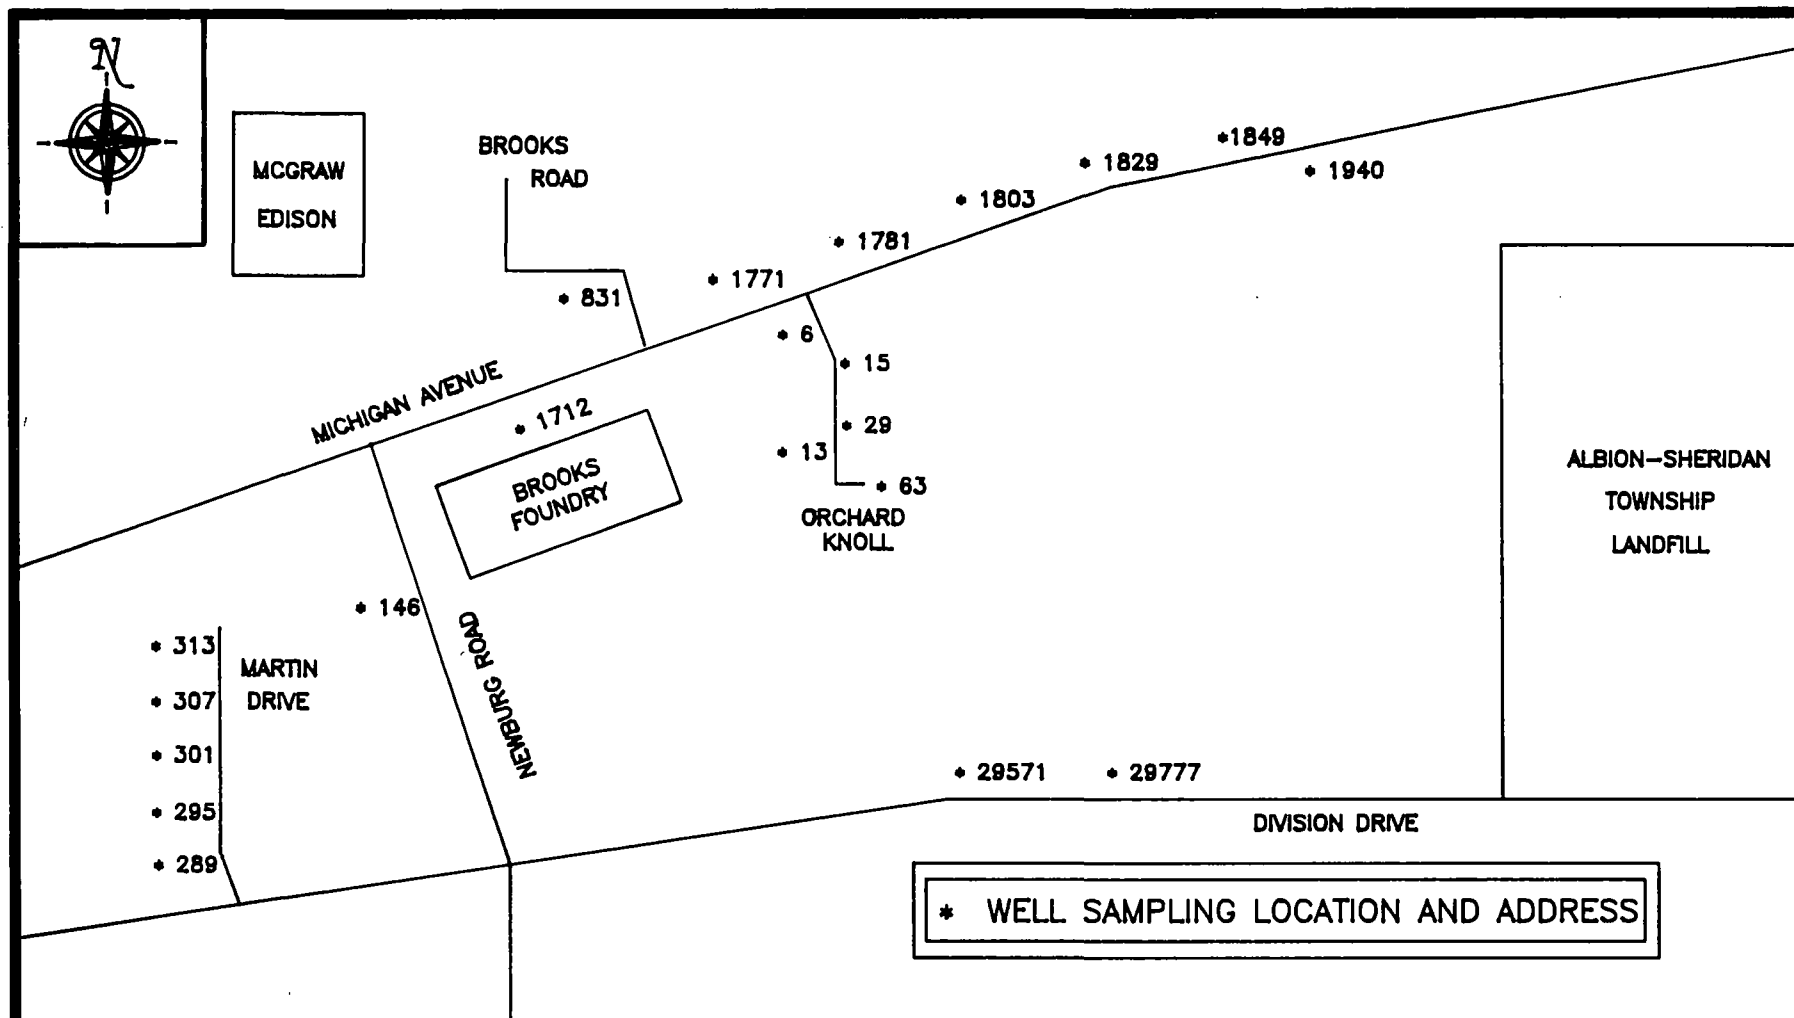 N
MCGRAW
EDISON
BROOKS
ROAD
* 831
* 1771
* 1781
* 1803
* 1829
*1849
* 1940
MICHIGAN AVENUE
* 1712
BROOKS
FOUNDRY
* 6
* 15
* 29
* 13
* 63
ORCHARD
KNOLL
ALBION-SHERIDAN
TOWNSHIP
LANDFILL
* 146
NEWBURG ROAD
* 313
* 307
* 301
* 295
* 289
MARTIN
DRIVE
* 29571
* 29777
DIVISION DRIVE
* WELL SAMPLING LOCATION AND ADDRESS